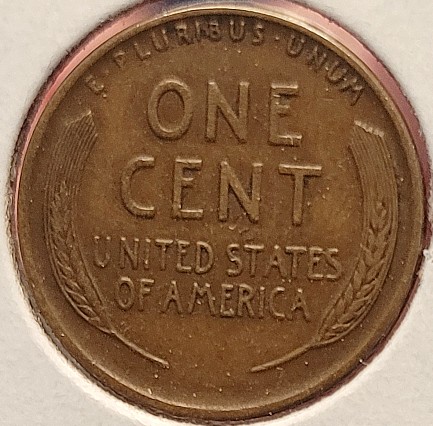 E·PLURIBUS·UNUM
ONE
CENT
UNITED STATES
OF AMERICA